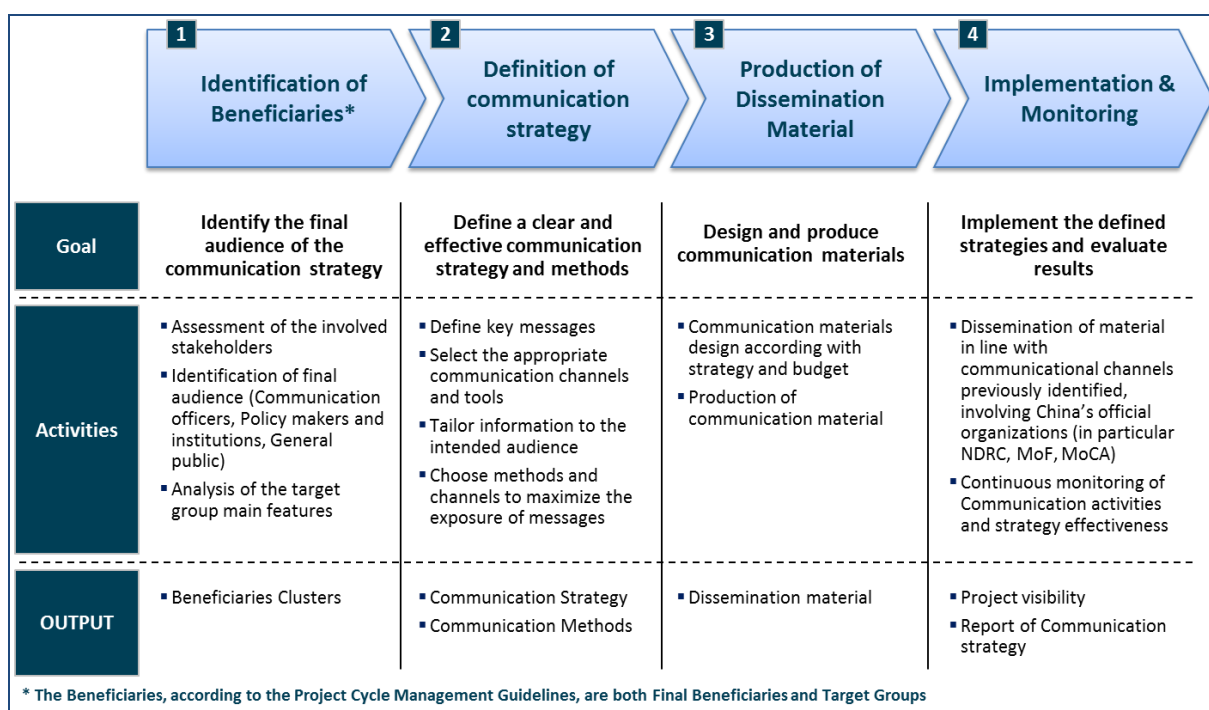 1
Identification of
Beneficiaries*
2
Definition of
communication
strategy
3
Production of
Dissemination
Material
4
Implementation &
Monitoring
Goal
Identify the final
audience of the
communication strategy
Define a clear and
effective communication
strategy and methods
Design and produce
communication materials
Implement the defined
strategies and evaluate
results
Activities
▪ Assessment of the involved
stakeholders
▪ Identification of final
audience (Communication
officers, Policy makers and
institutions, General
public)
▪ Analysis of the target
group main features
▪ Define key messages
▪ Select the appropriate
communication channels
and tools
▪ Tailor information to the
intended audience
▪ Choose methods and
channels to maximize the
exposure of messages
▪ Communication materials
design according with
strategy and budget
▪ Production of
communication material
▪ Dissemination of material
in line with
communicational channels
previously identified,
involving China's official
organizations (in particular
NDRC, MoF, MoCA)
▪ Continuous monitoring of
Communication activities
and strategy effectiveness
OUTPUT
▪ Beneficiaries Clusters
▪ Communication Strategy
▪ Communication Methods
▪ Dissemination material
▪ Project visibility
▪ Report of Communication
strategy
* The Beneficiaries, according to the Project Cycle Management Guidelines, are both Final Beneficiaries and Target Groups